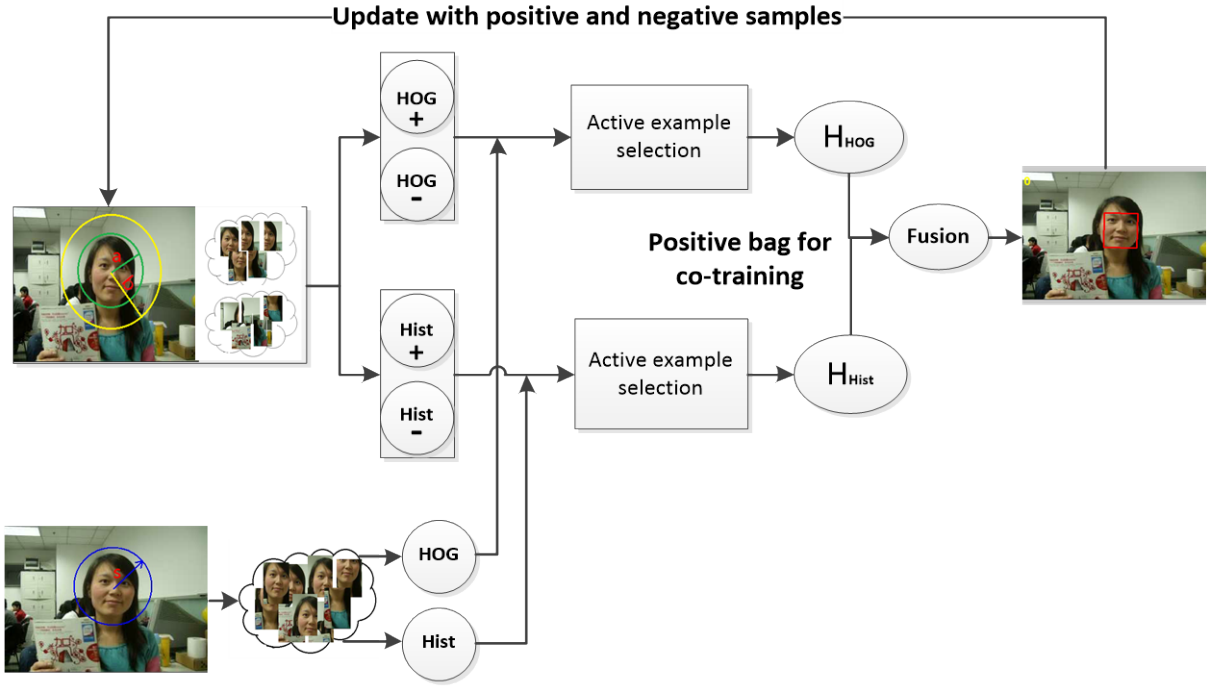 Update with positive and negative samples
HOG
+
HOG
-
Active example
selection
HHOG
0
Positive bag for
co-training
Fusion
Hist
+
Hist
-
Active example
selection
HHist
HOG
Hist